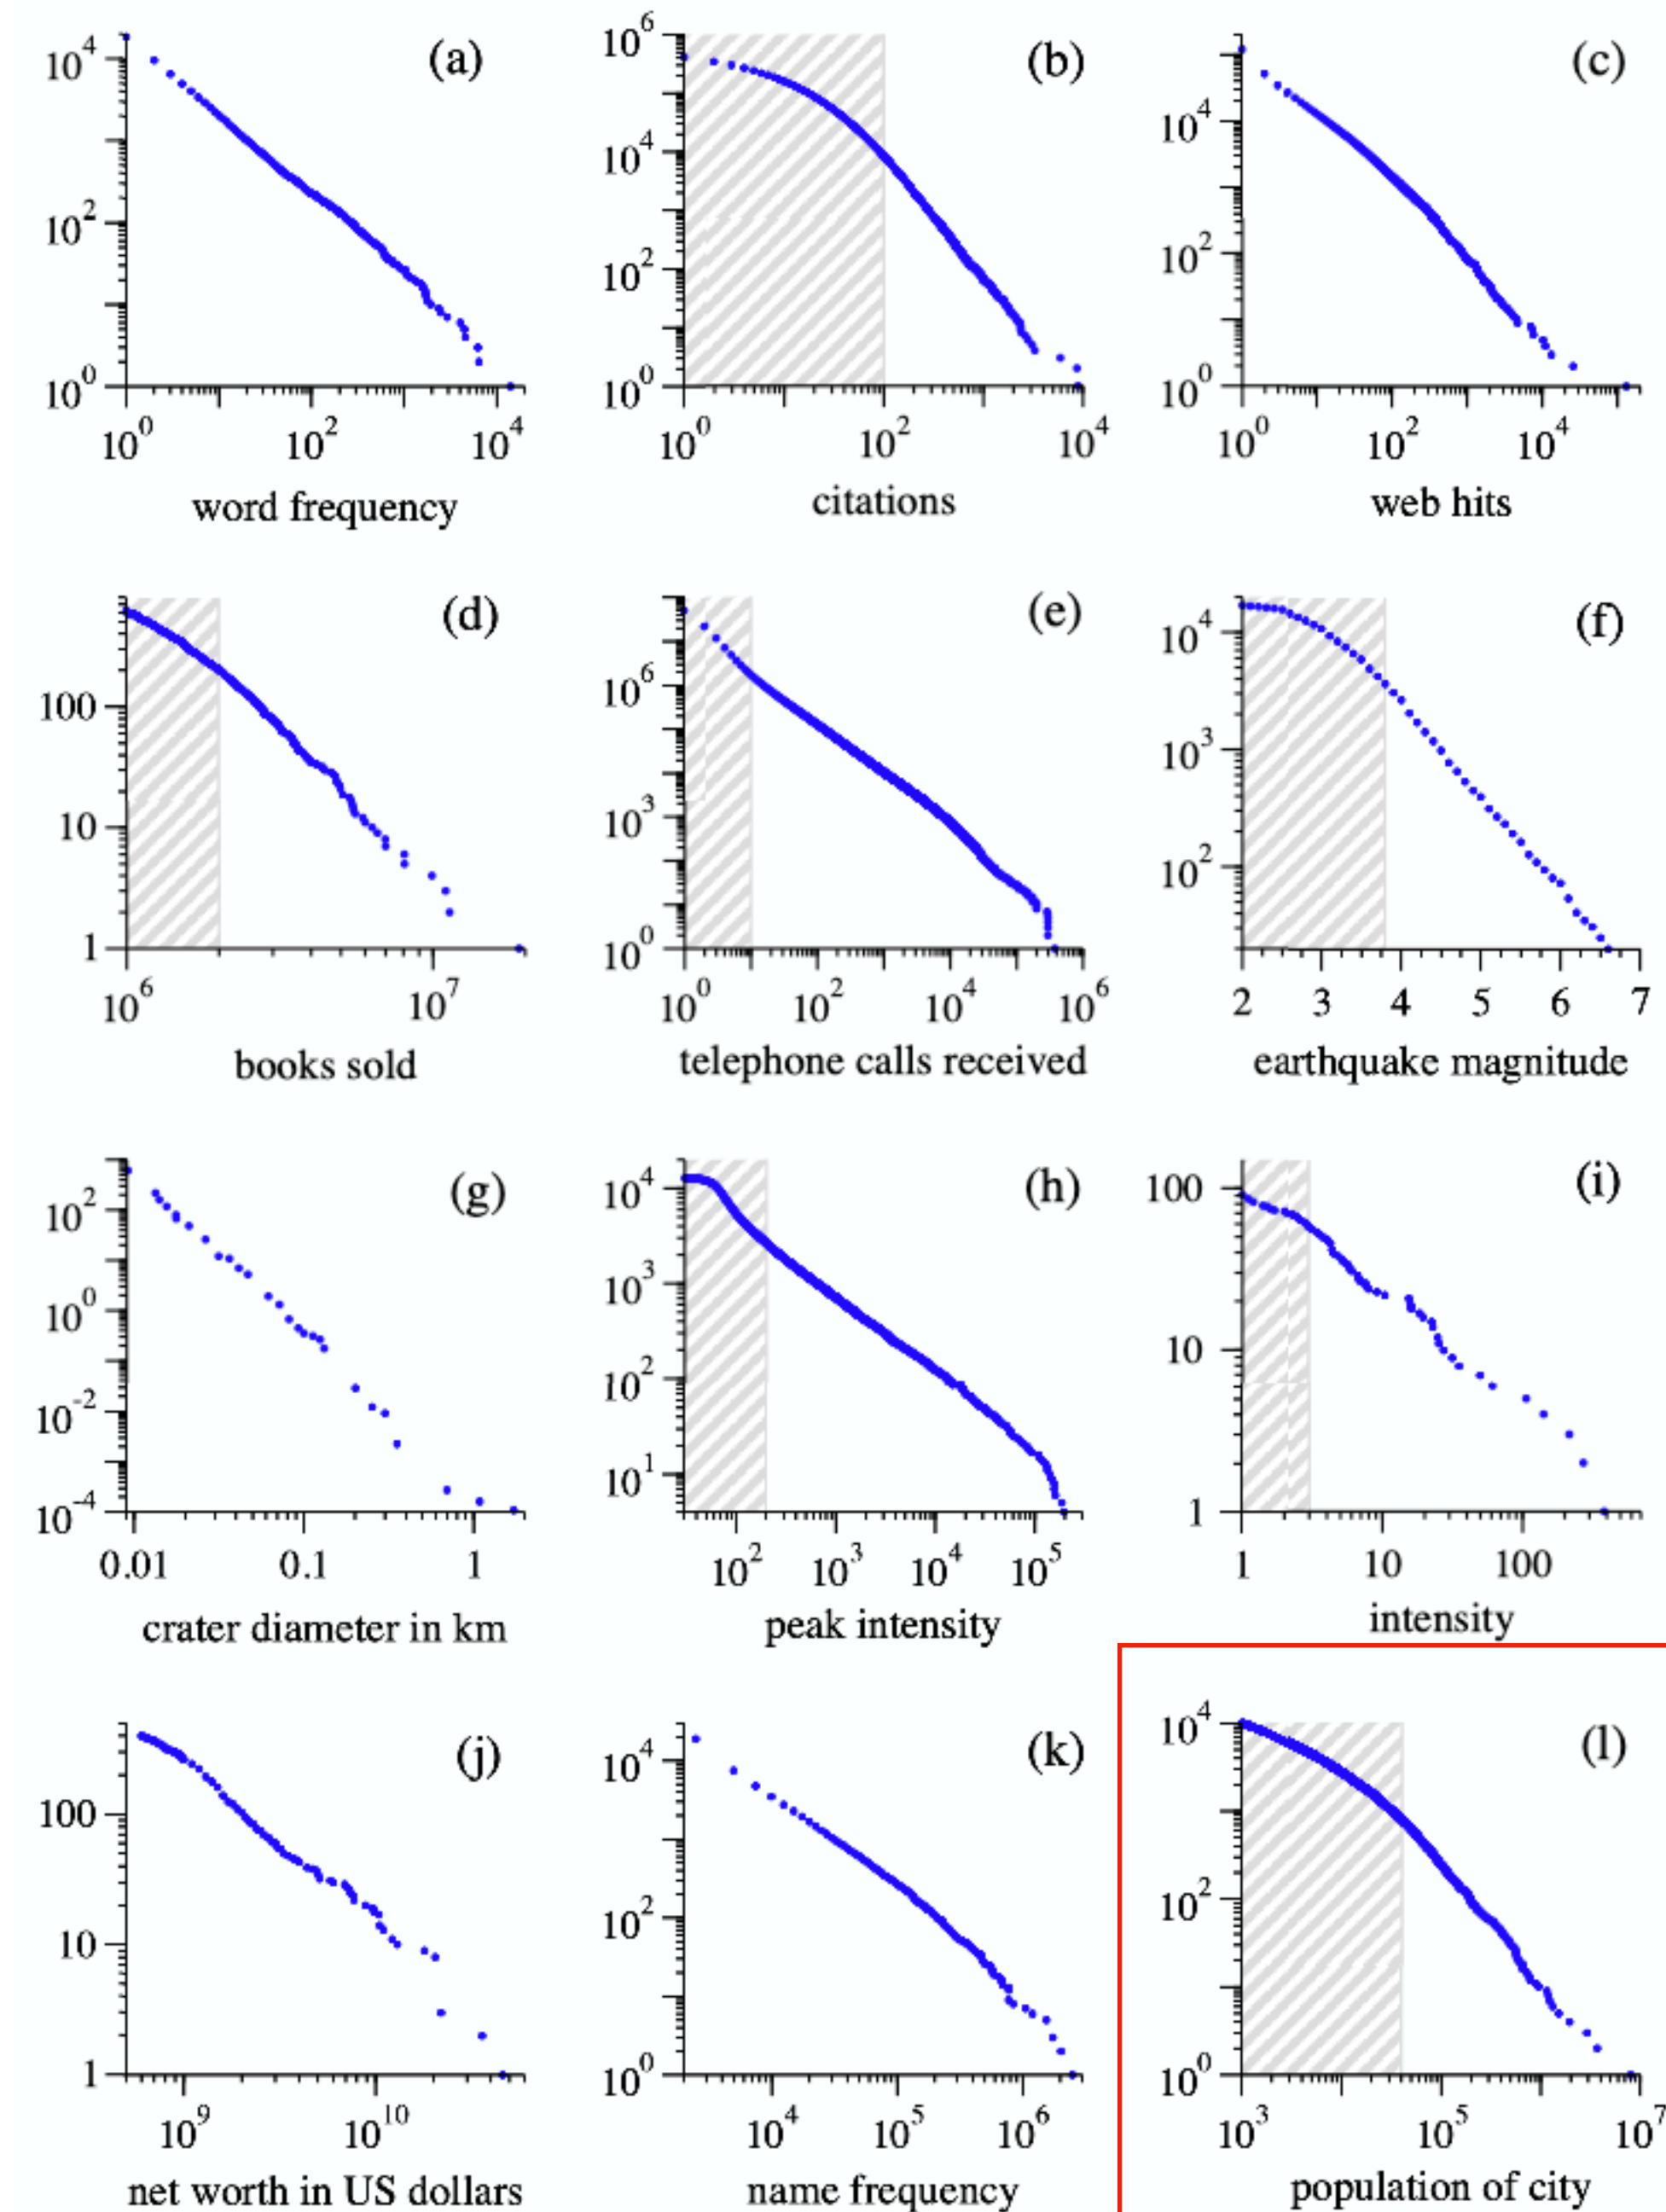 (a)
10^4
10^2
10^0
10^0 10^2 10^4
word frequency
(b)
10^6
10^4
10^2
10^0
10^0 10^2 10^4
citations
(c)
10^4
10^2
10^0
10^0 10^2 10^4
web hits
(d)
100
10
1
10^6 10^7
books sold
(e)
10^6
10^3
10^0
10^0 10^2 10^4 10^6
telephone calls received
(f)
10^4
10^3
10^2
2 3 4 5 6 7
earthquake magnitude
(g)
10^2
10^0
10^-2
10^-4
0.01 0.1 1
crater diameter in km
(h)
10^4
10^3
10^2
10^1
10^2 10^3 10^4 10^5
peak intensity
(i)
100
10
1
1 10 100
intensity
(j)
100
10
1
10^9 10^10
net worth in US dollars
(k)
10^4
10^2
10^0
10^4 10^5 10^6
name frequency
(l)
10^4
10^2
10^0
10^3 10^5 10^7
population of city